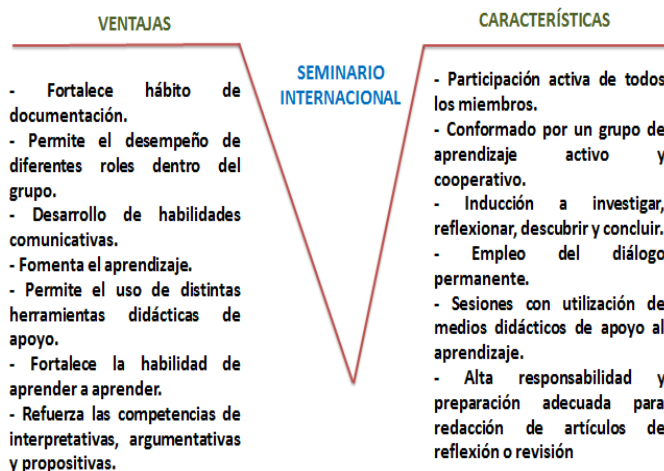 VENTAJAS
- Fortalece hábito de
documentación.
- Permite el desempeño de
diferentes roles dentro del
grupo.
- Desarrollo de habilidades
comunicativas.
- Fomenta el aprendizaje.
- Permite el uso de distintas
herramientas didácticas de
apoyo.
- Fortalece la habilidad de
aprender a aprender.
- Refuerza las competencias de
interpretativas, argumentativas
y propositivas.
SEMINARIO
INTERNACIONAL
CARACTERÍSTICAS
- Participación activa de todos
los miembros.
- Conformado por un grupo de
aprendizaje activo y
cooperativo.
- Inducción a investigar,
reflexionar, descubrir y concluir.
- Empleo del diálogo
permanente.
- Sesiones con utilización de
medios didácticos de apoyo al
aprendizaje.
- Alta responsabilidad y
preparación adecuada para
redacción de artículos de
reflexión o revisión